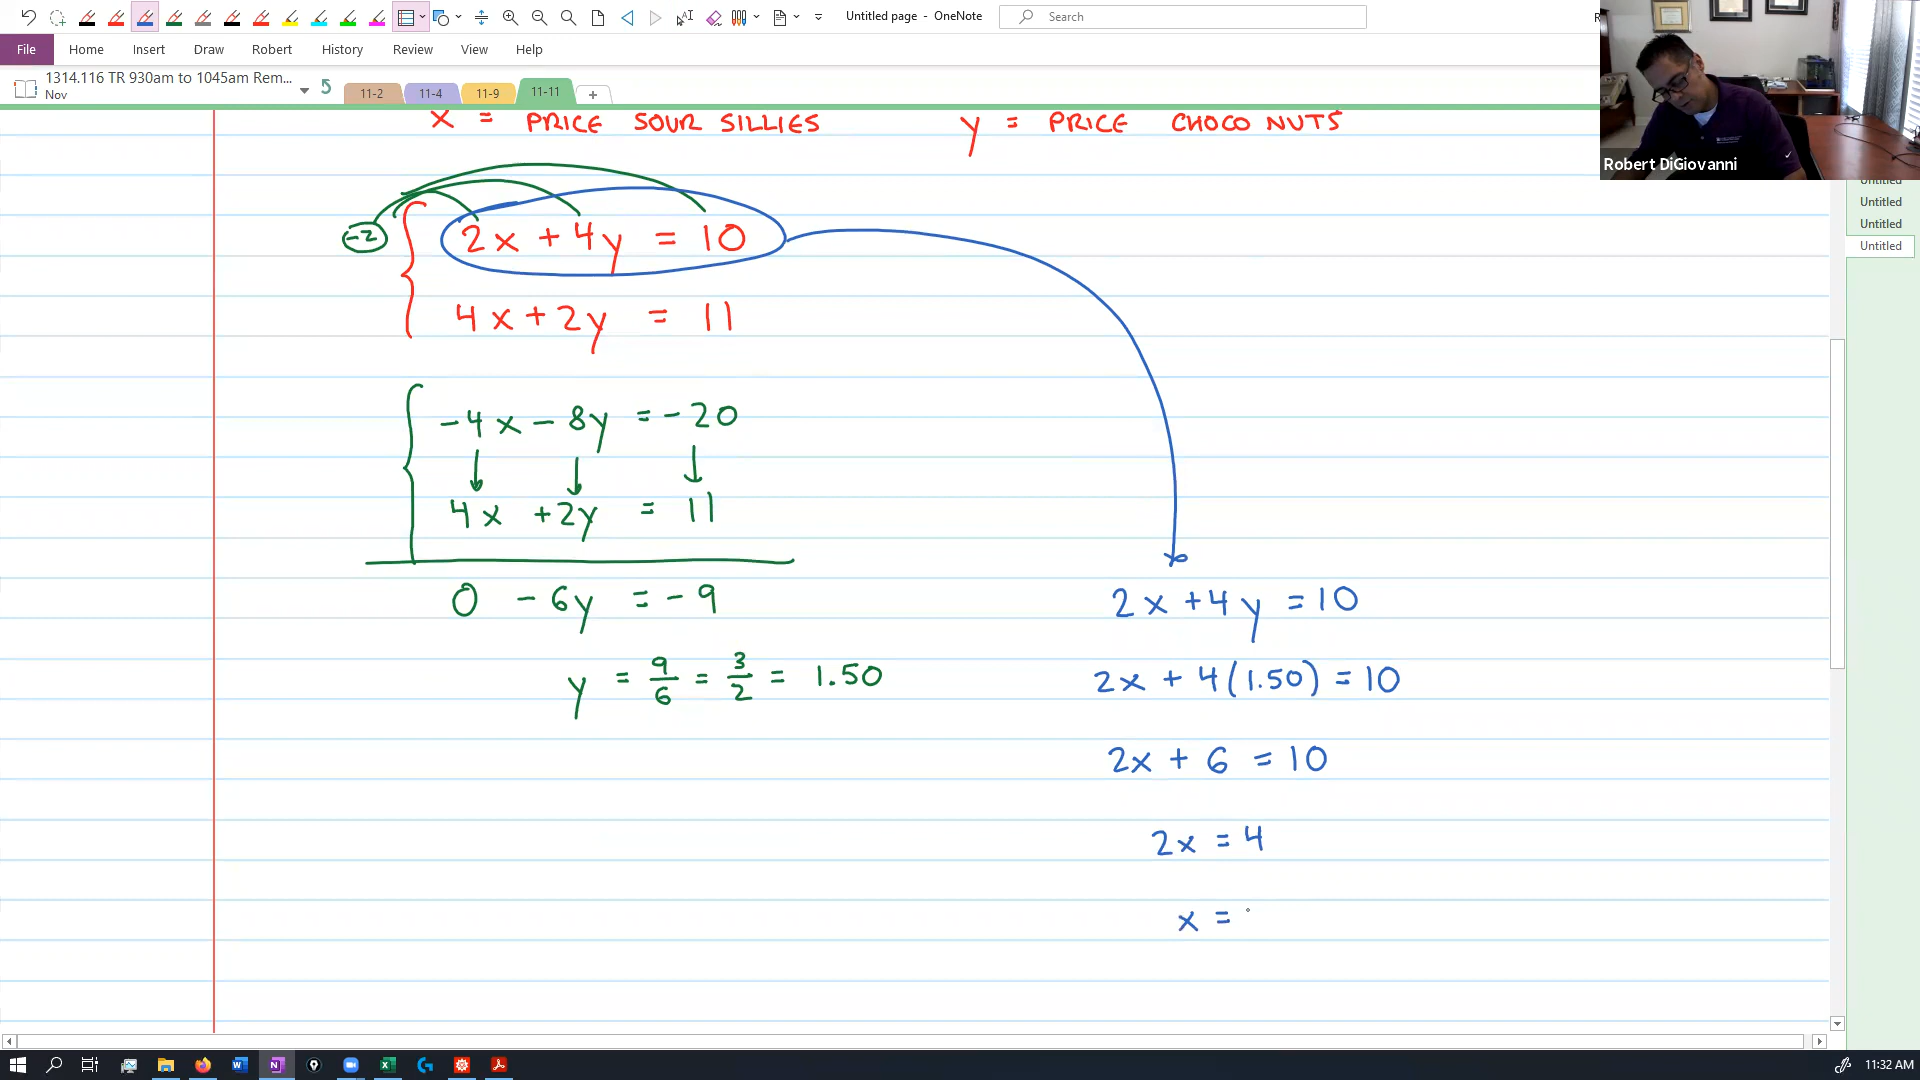 Untitled page - OneNote
Search
File Home Insert Draw Robert History Review View Help
1314.116 TR 930am to 1045am Rem...
Nov
11-2 11-4 11-9 11-11
Robert DiGiovanni
Untitled
Untitled
Untitled
Untitled
x = PRICE SOUR SILLIES
y = PRICE CHOCO NUTS
-2
2x + 4y = 10
4x + 2y = 11
-4x - 8y = -20
4x + 2y = 11
0 - 6y = -9
y = 9/6 = 3/2 = 1.50
2x + 4y = 10
2x + 4(1.50) = 10
2x + 6 = 10
2x = 4
x =
11:32 AM